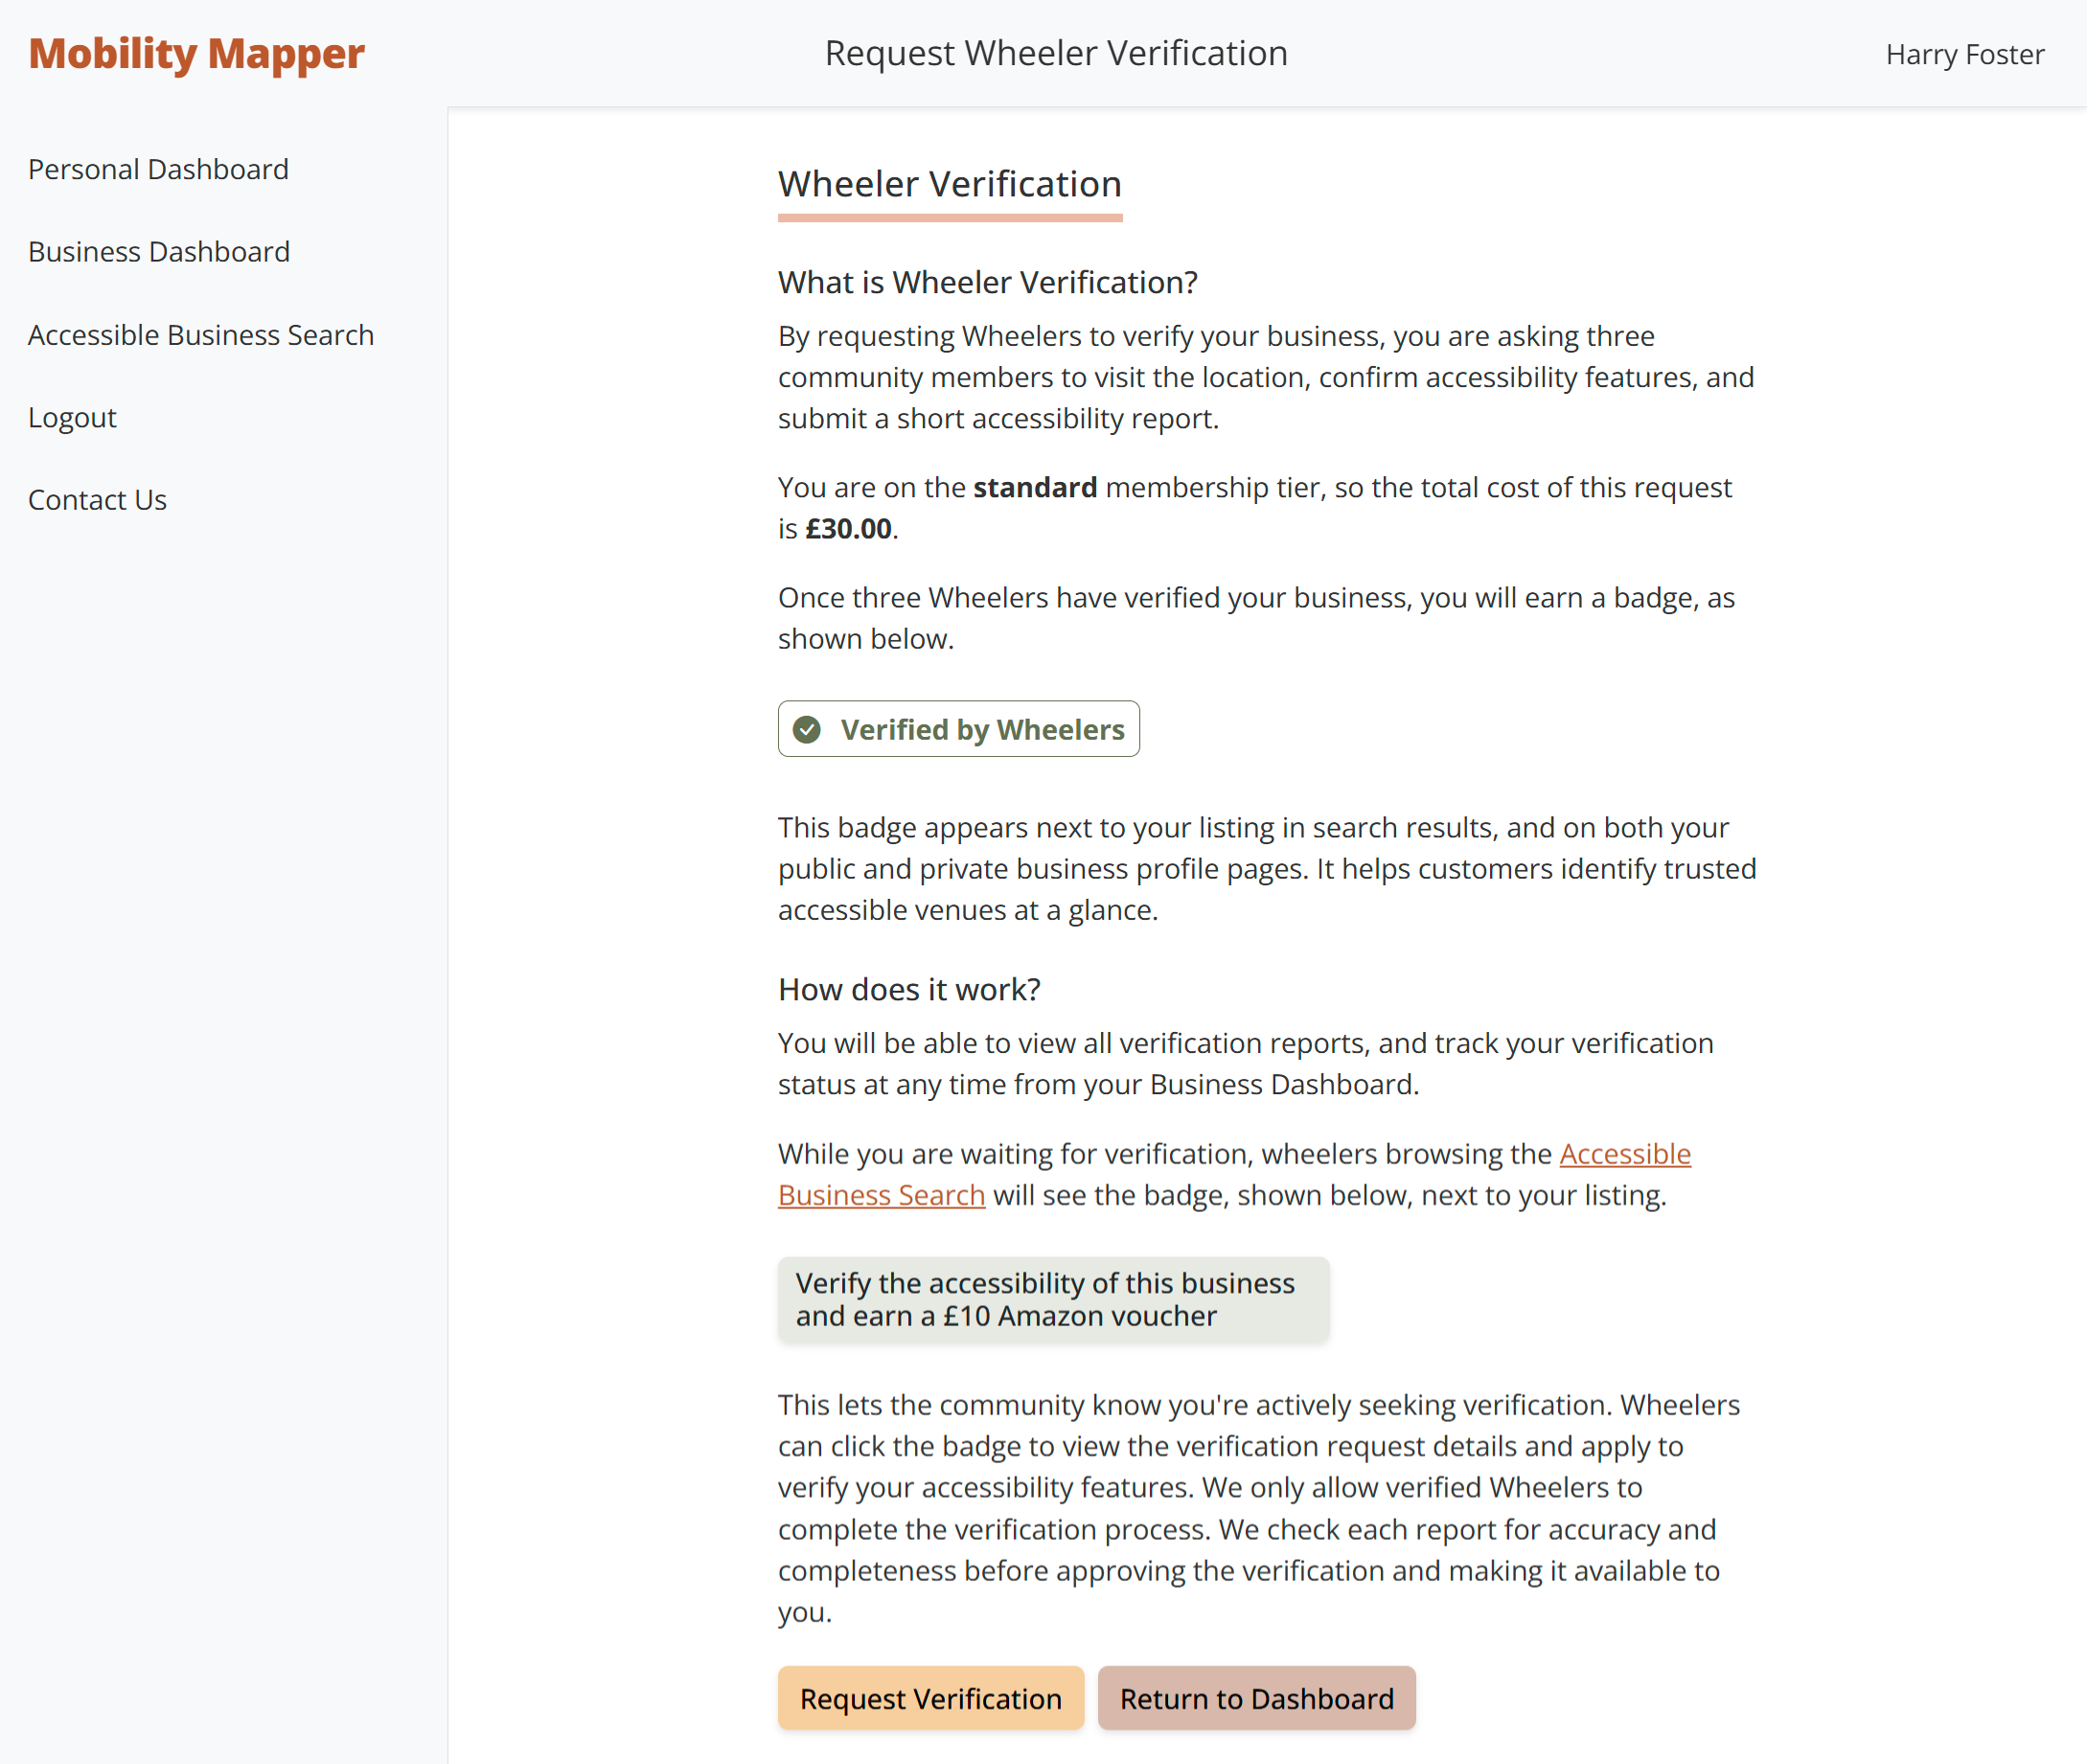 Mobility Mapper
Request Wheeler Verification
Harry Foster
Personal Dashboard
Business Dashboard
Accessible Business Search
Logout
Contact Us
Wheeler Verification
What is Wheeler Verification?
By requesting Wheelers to verify your business, you are asking three
community members to visit the location, confirm accessibility features, and
submit a short accessibility report.
You are on the standard membership tier, so the total cost of this request
is £30.00.
Once three Wheelers have verified your business, you will earn a badge, as
shown below.
Verified by Wheelers
This badge appears next to your listing in search results, and on both your
public and private business profile pages. It helps customers identify trusted
accessible venues at a glance.
How does it work?
You will be able to view all verification reports, and track your verification
status at any time from your Business Dashboard.
While you are waiting for verification, wheelers browsing the Accessible
Business Search will see the badge, shown below, next to your listing.
Verify the accessibility of this business
and earn a £10 Amazon voucher
This lets the community know you're actively seeking verification. Wheelers
can click the badge to view the verification request details and apply to
verify your accessibility features. We only allow verified Wheelers to
complete the verification process. We check each report for accuracy and
completeness before approving the verification and making it available to
you.
Request Verification
Return to Dashboard